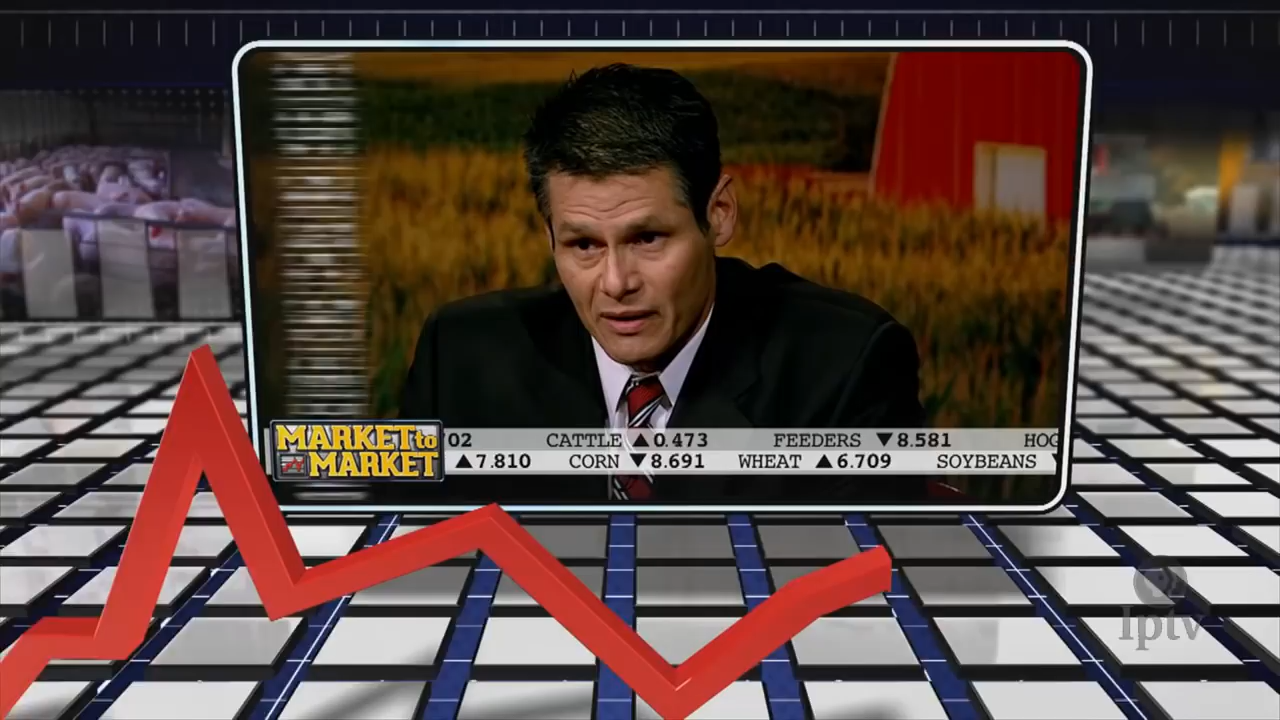 MARKET to
MARKET
02 CATTLE ▲0.473 FEEDERS ▼8.581 HOG
▲7.810 CORN ▼8.691 WHEAT ▲6.709 SOYBEANS
Iptv